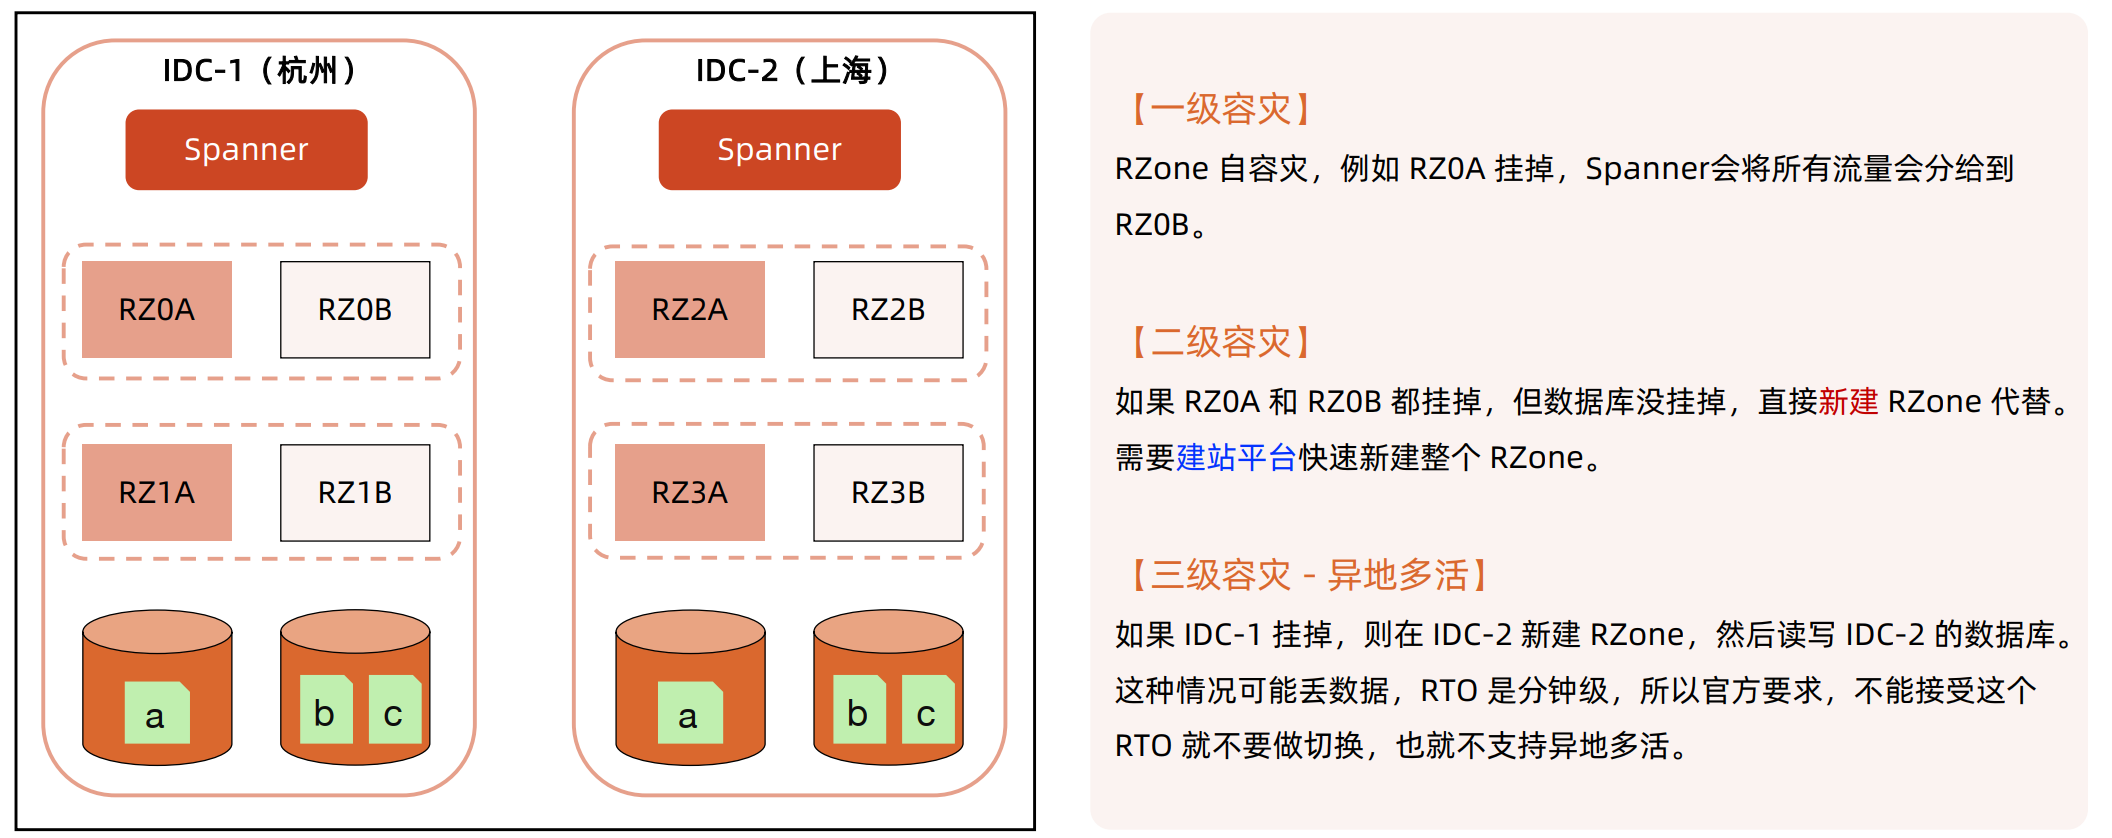 IDC-1（杭州）
Spanner
RZ0A
RZ0B
RZ1A
RZ1B
a
b
c
IDC-2（上海）
Spanner
RZ2A
RZ2B
RZ3A
RZ3B
a
b
c
【一级容灾】
RZone 自容灾，例如 RZ0A 挂掉，Spanner会将所有流量会分给到
RZ0B。
【二级容灾】
如果 RZ0A 和 RZ0B 都挂掉，但数据库没挂掉，直接新建 RZone 代替。
需要建站平台快速新建整个 RZone。
【三级容灾 - 异地多活】
如果 IDC-1 挂掉，则在 IDC-2 新建 RZone，然后读写 IDC-2 的数据库。
这种情况可能丢数据，RTO 是分钟级，所以官方要求，不能接受这个
RTO 就不要做切换，也就不支持异地多活。